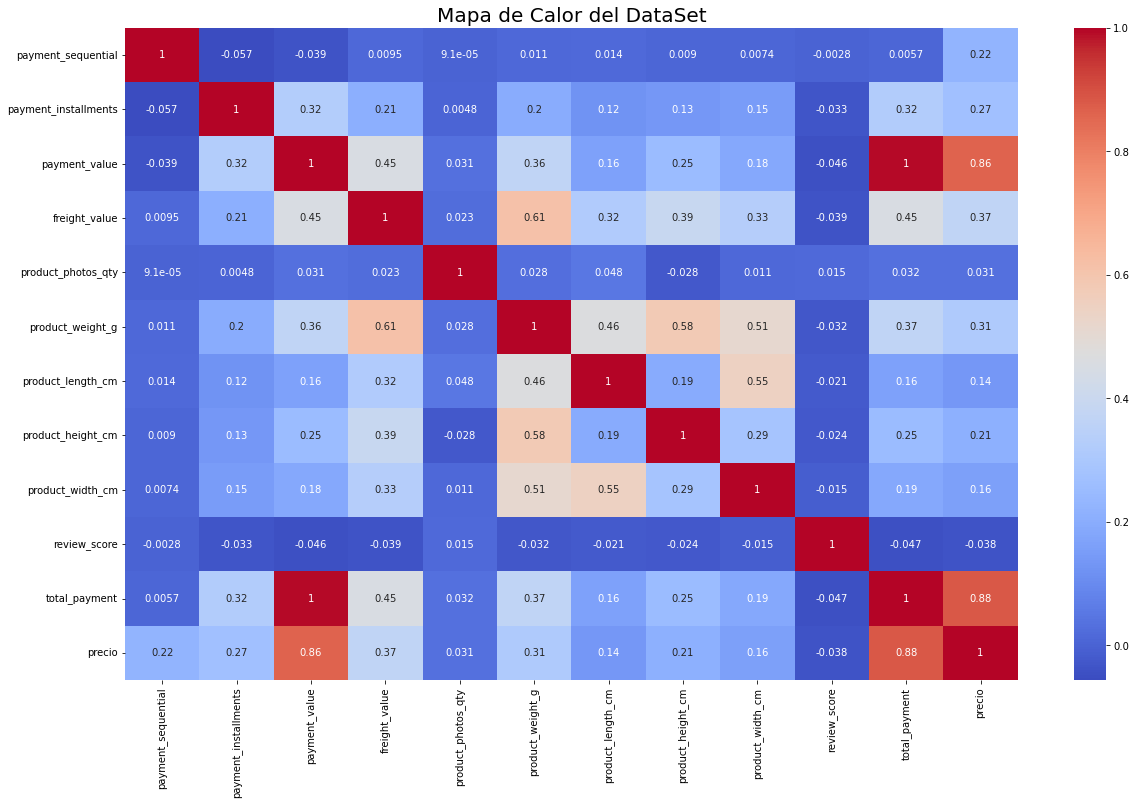 Mapa de Calor del DataSet
payment_sequential 1 -0.057 -0.039 0.0095 9.1e-05 0.011 0.014 0.009 0.0074 -0.0028 0.0057 0.22
payment_installments -0.057 1 0.32 0.21 0.0048 0.2 0.12 0.13 0.15 -0.033 0.32 0.27
payment_value -0.039 0.32 1 0.45 0.031 0.36 0.16 0.25 0.18 -0.046 1 0.86
freight_value 0.0095 0.21 0.45 1 0.023 0.61 0.32 0.39 0.33 -0.039 0.45 0.37
product_photos_qty 9.1e-05 0.0048 0.031 0.023 1 0.028 0.048 -0.028 0.011 0.015 0.032 0.031
product_weight_g 0.011 0.2 0.36 0.61 0.028 1 0.46 0.58 0.51 -0.032 0.37 0.31
product_length_cm 0.014 0.12 0.16 0.32 0.048 0.46 1 0.19 0.55 -0.021 0.16 0.14
product_height_cm 0.009 0.13 0.25 0.39 -0.028 0.58 0.19 1 0.29 -0.024 0.25 0.21
product_width_cm 0.0074 0.15 0.18 0.33 0.011 0.51 0.55 0.29 1 -0.015 0.19 0.16
review_score -0.0028 -0.033 -0.046 -0.039 0.015 -0.032 -0.021 -0.024 -0.015 1 -0.047 -0.038
total_payment 0.0057 0.32 1 0.45 0.032 0.37 0.16 0.25 0.19 -0.047 1 0.88
precio 0.22 0.27 0.86 0.37 0.031 0.31 0.14 0.21 0.16 -0.038 0.88 1
payment_sequential
payment_installments
payment_value
freight_value
product_photos_qty
product_weight_g
product_length_cm
product_height_cm
product_width_cm
review_score
total_payment
precio
1.0
0.8
0.6
0.4
0.2
0.0